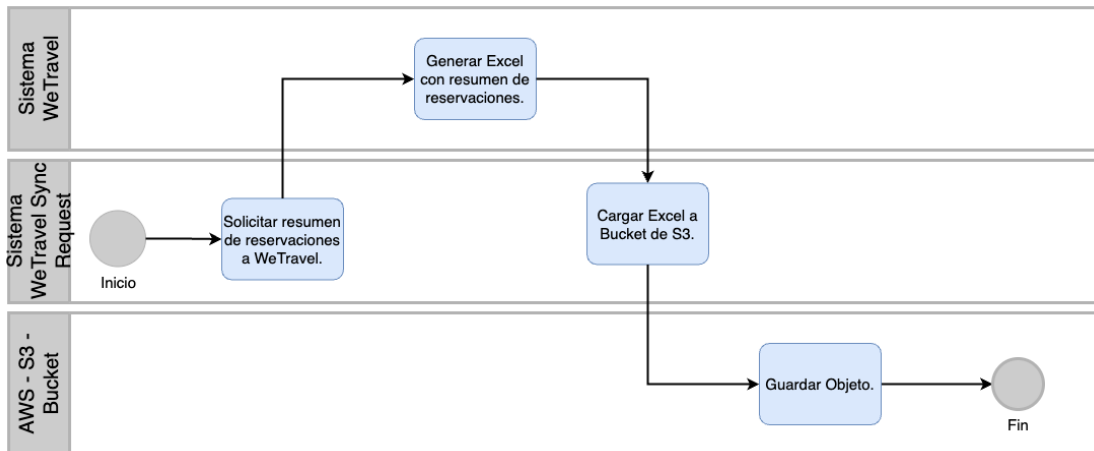 Sistema
WeTravel
Generar Excel
con resumen de
reservaciones.
Sistema
WeTravel Sync
Request
Inicio
Solicitar resumen
de reservaciones
a WeTravel.
Cargar Excel a
Bucket de S3.
AWS - S3 -
Bucket
Guardar Objeto.
Fin